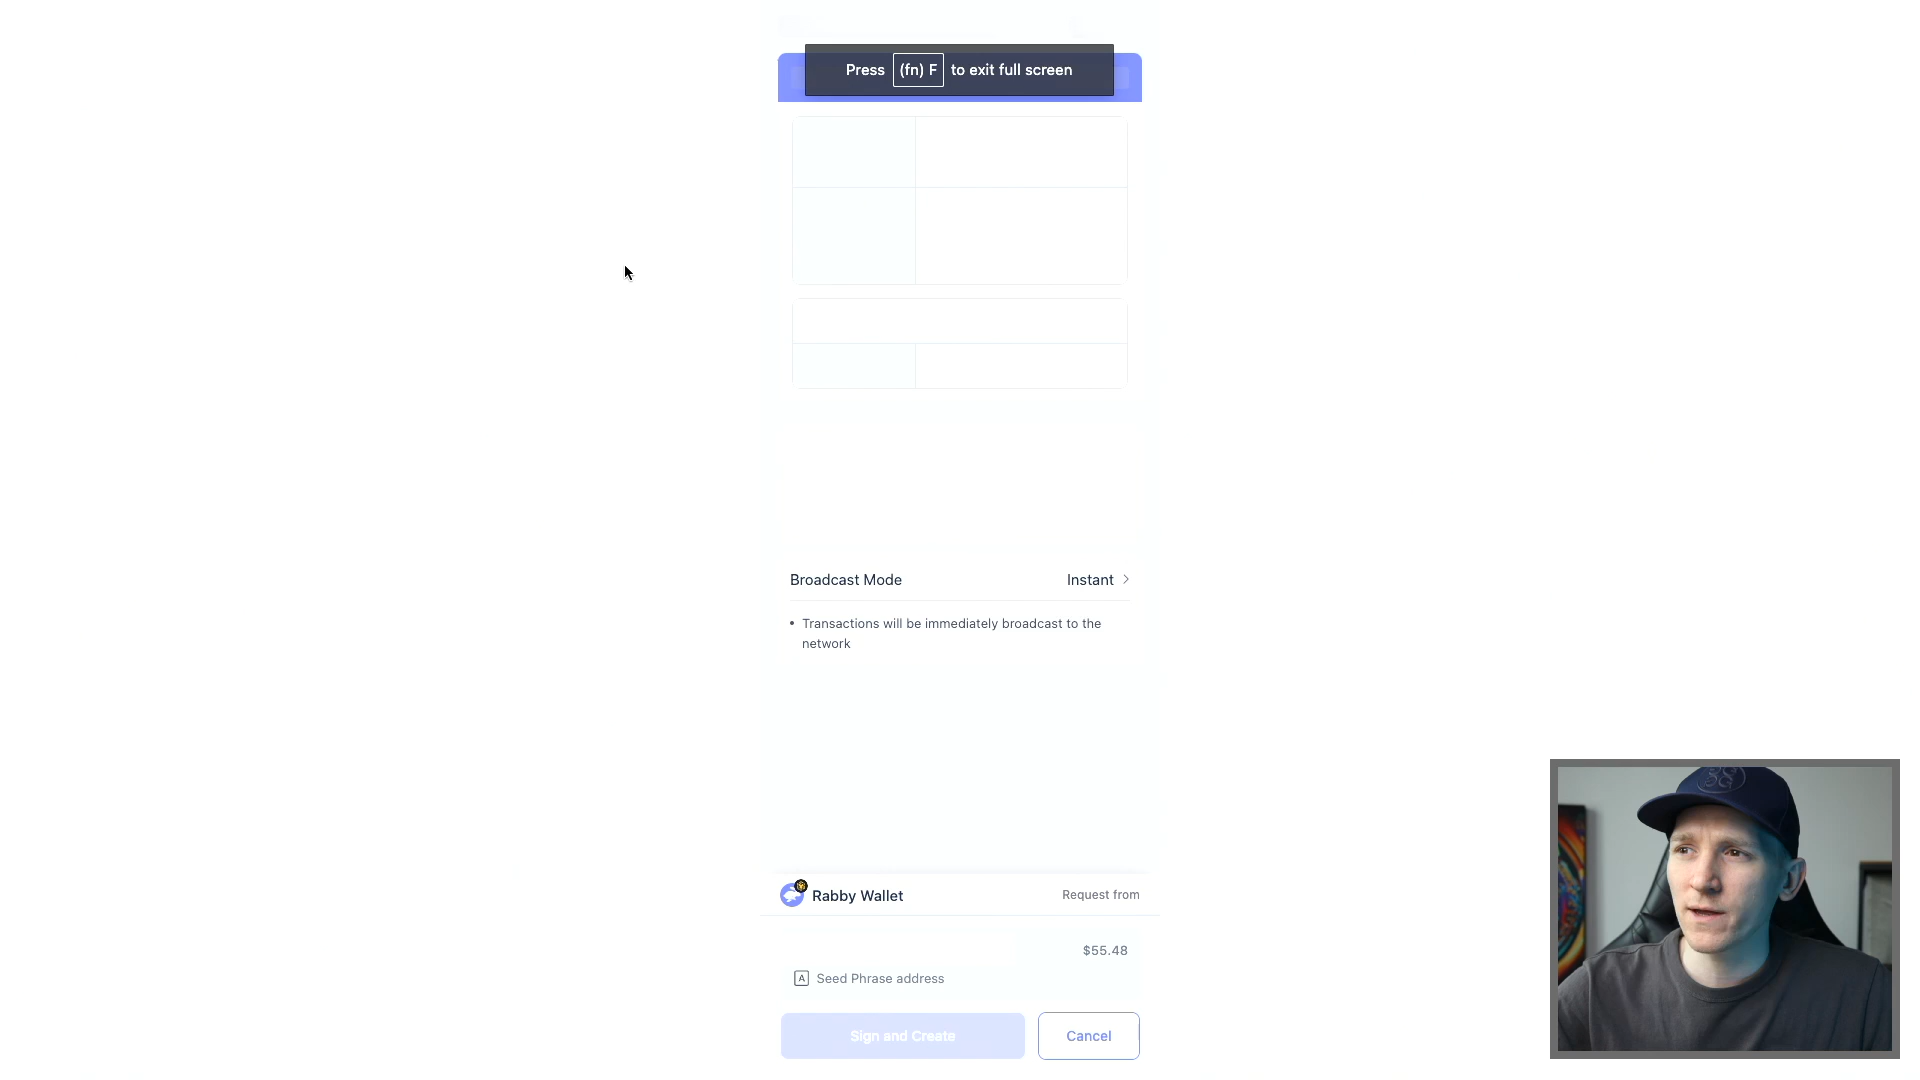 Press (fn) F to exit full screen
Broadcast Mode
Instant
• Transactions will be immediately broadcast to the
network
Rabby Wallet
Request from
$55.48
A Seed Phrase address
Sign and Create
Cancel